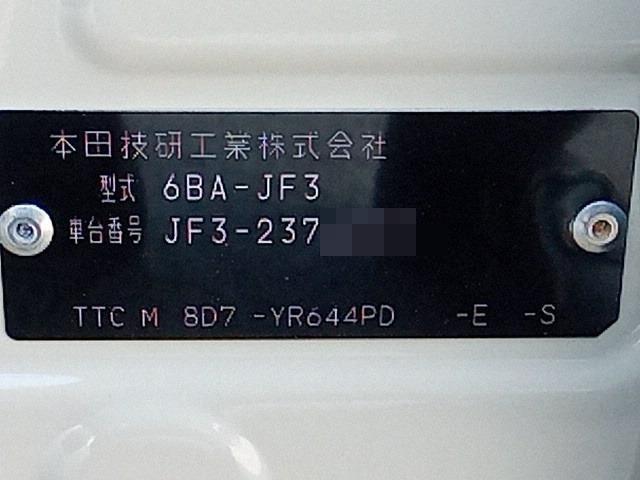 本田技研工業株式会社
型式 6BA-JF3
車台番号 JF3-237
TTC M 8D7 -YR644PD -E -S